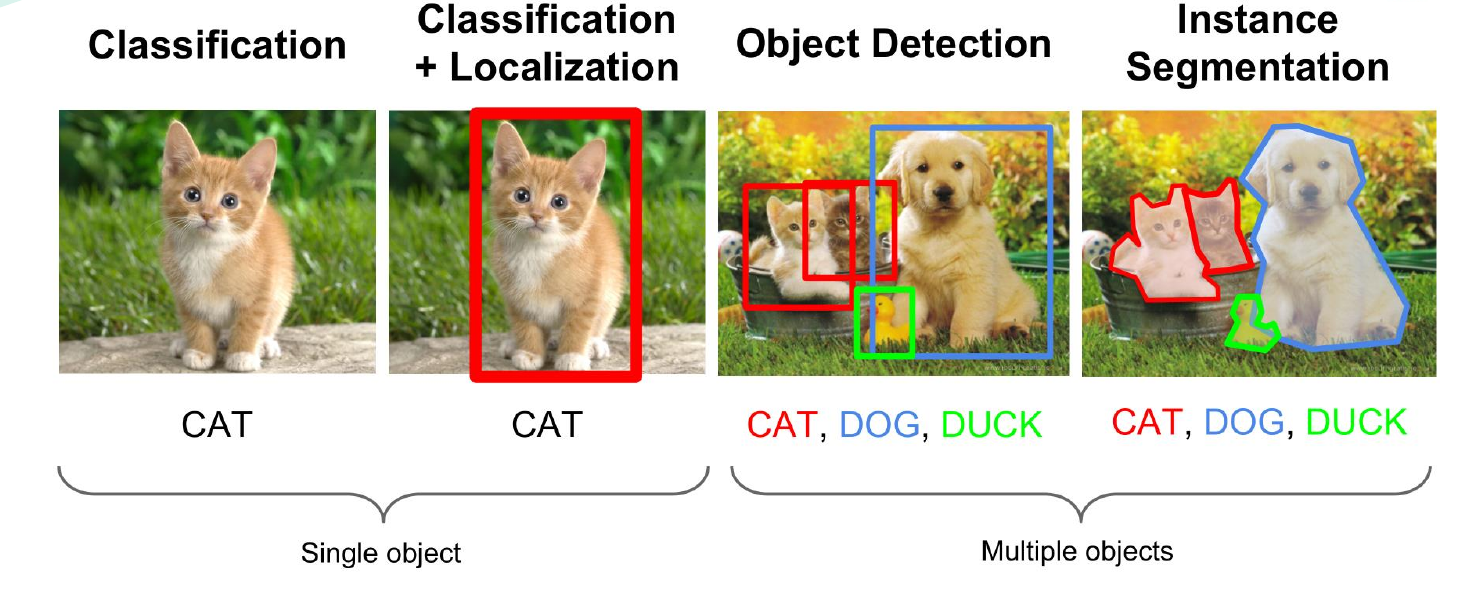 Classification
Classification
+ Localization
Object Detection
Instance
Segmentation
CAT
CAT
CAT, DOG, DUCK
CAT, DOG, DUCK
Single object
Multiple objects